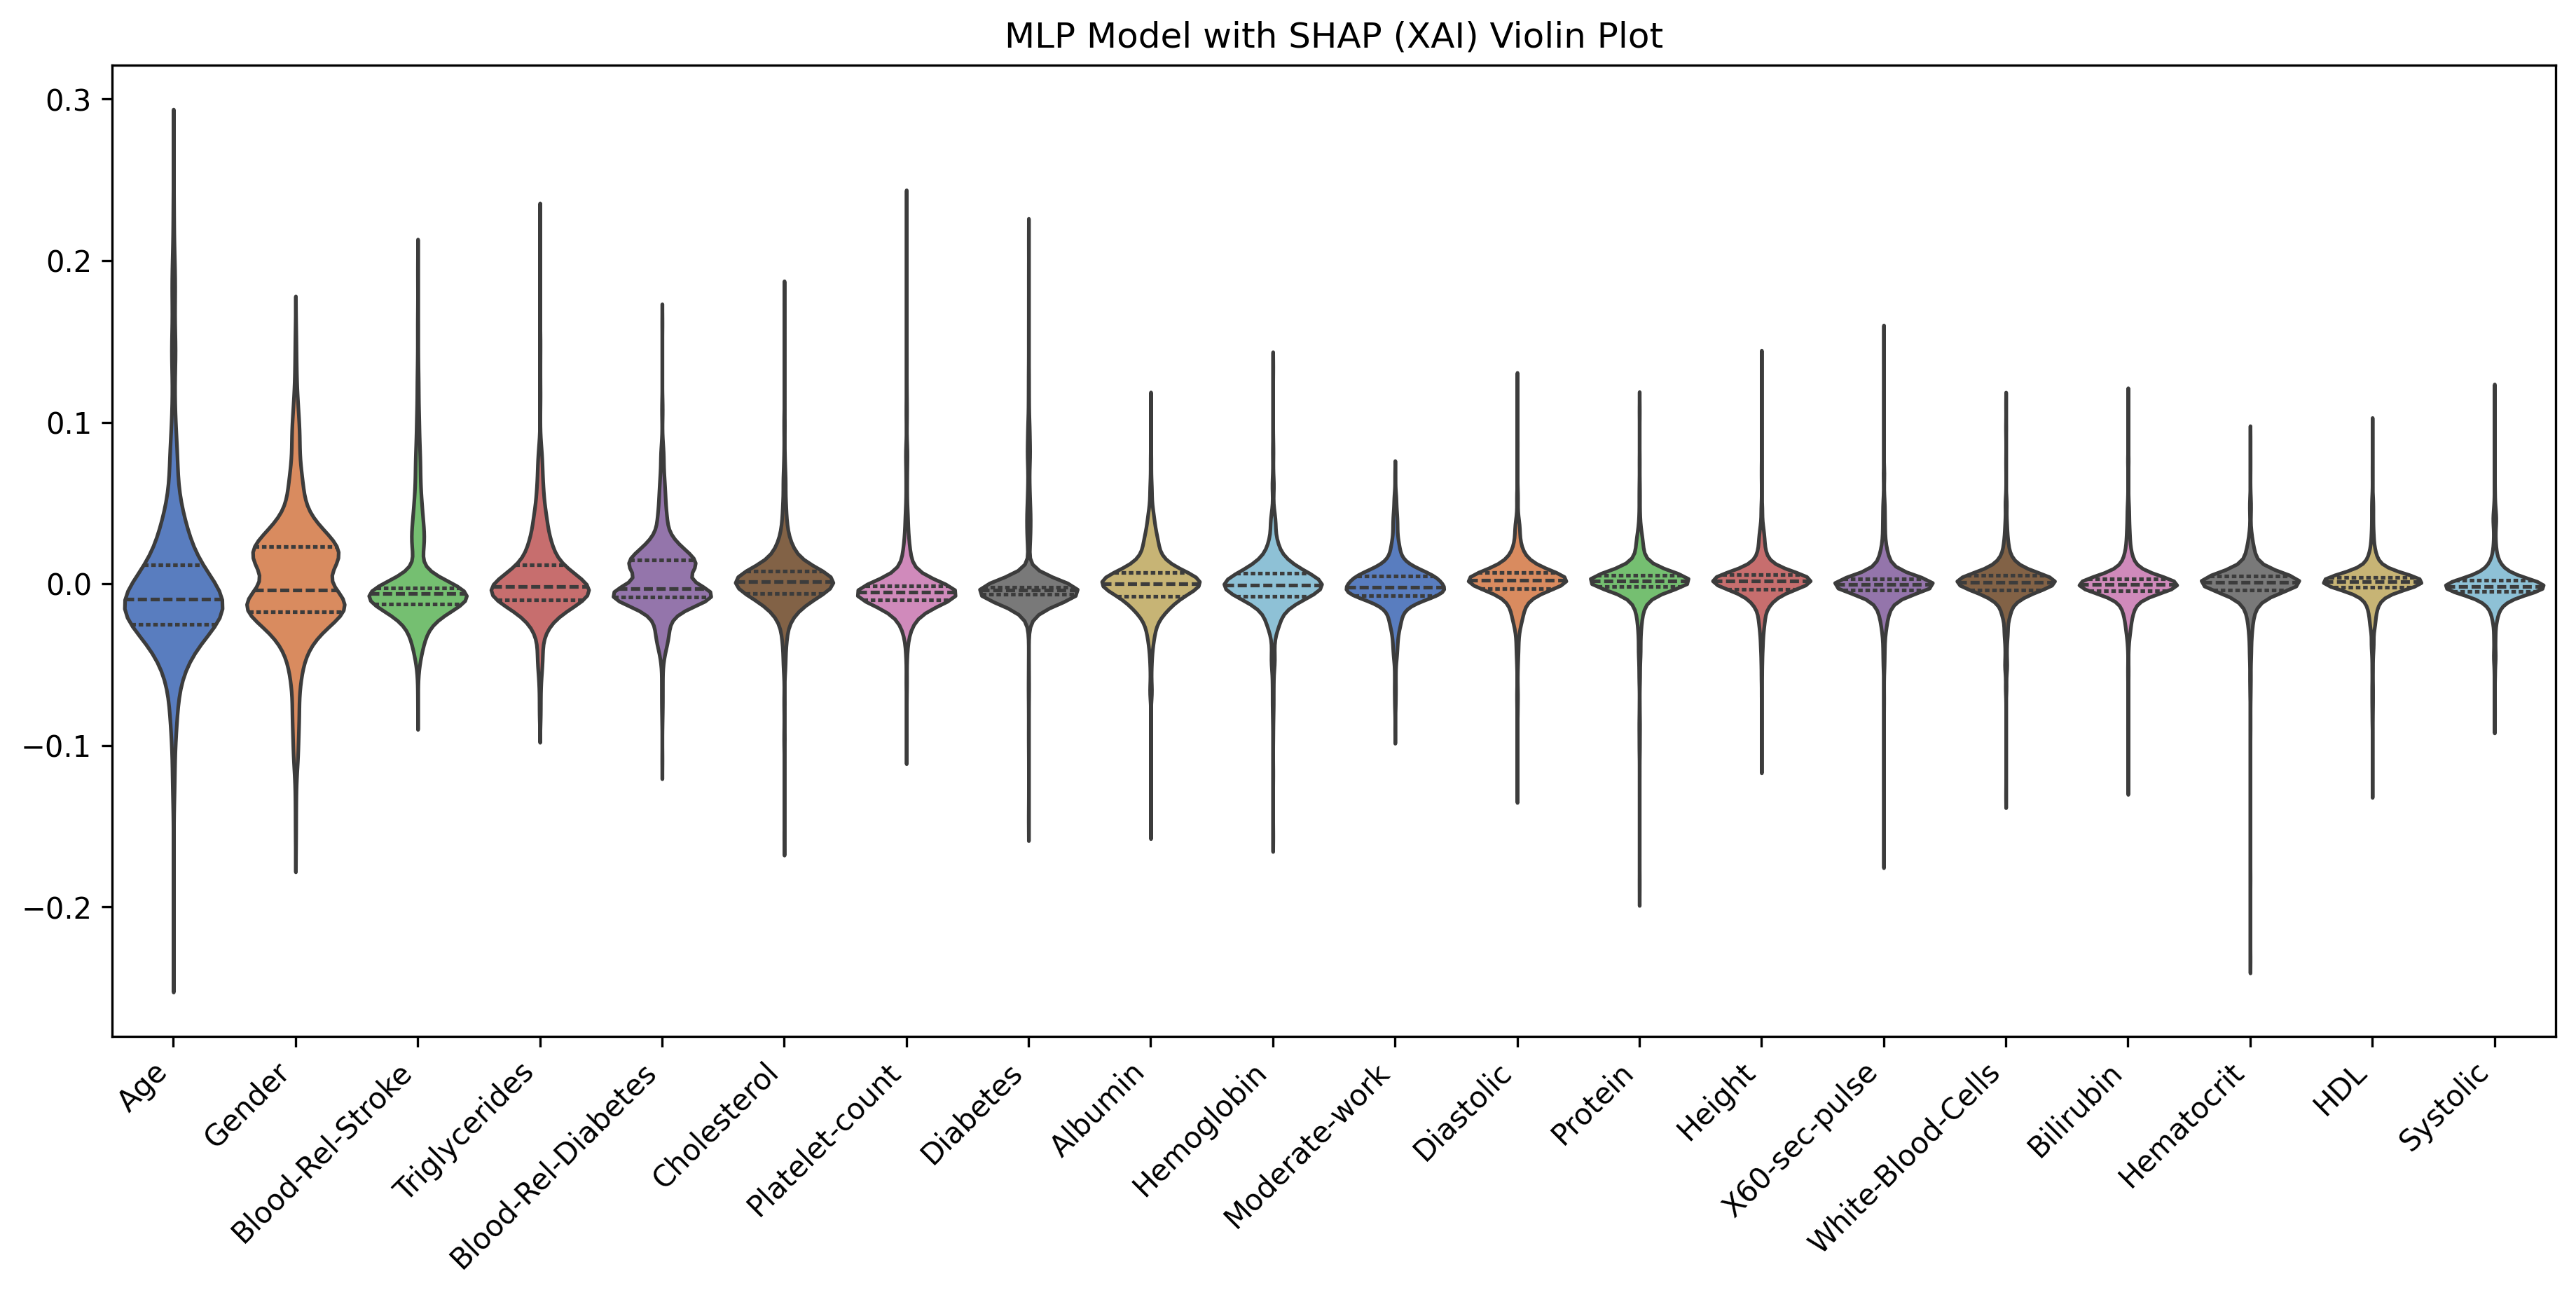 MLP Model with SHAP (XAI) Violin Plot
0.3
0.2
0.1
0.0
−0.1
−0.2
Age
Gender
Blood-Rel-Stroke
Triglycerides
Blood-Rel-Diabetes
Cholesterol
Platelet-count
Diabetes
Albumin
Hemoglobin
Moderate-work
Diastolic
Protein
Height
X60-sec-pulse
White-Blood-Cells
Bilirubin
Hematocrit
HDL
Systolic